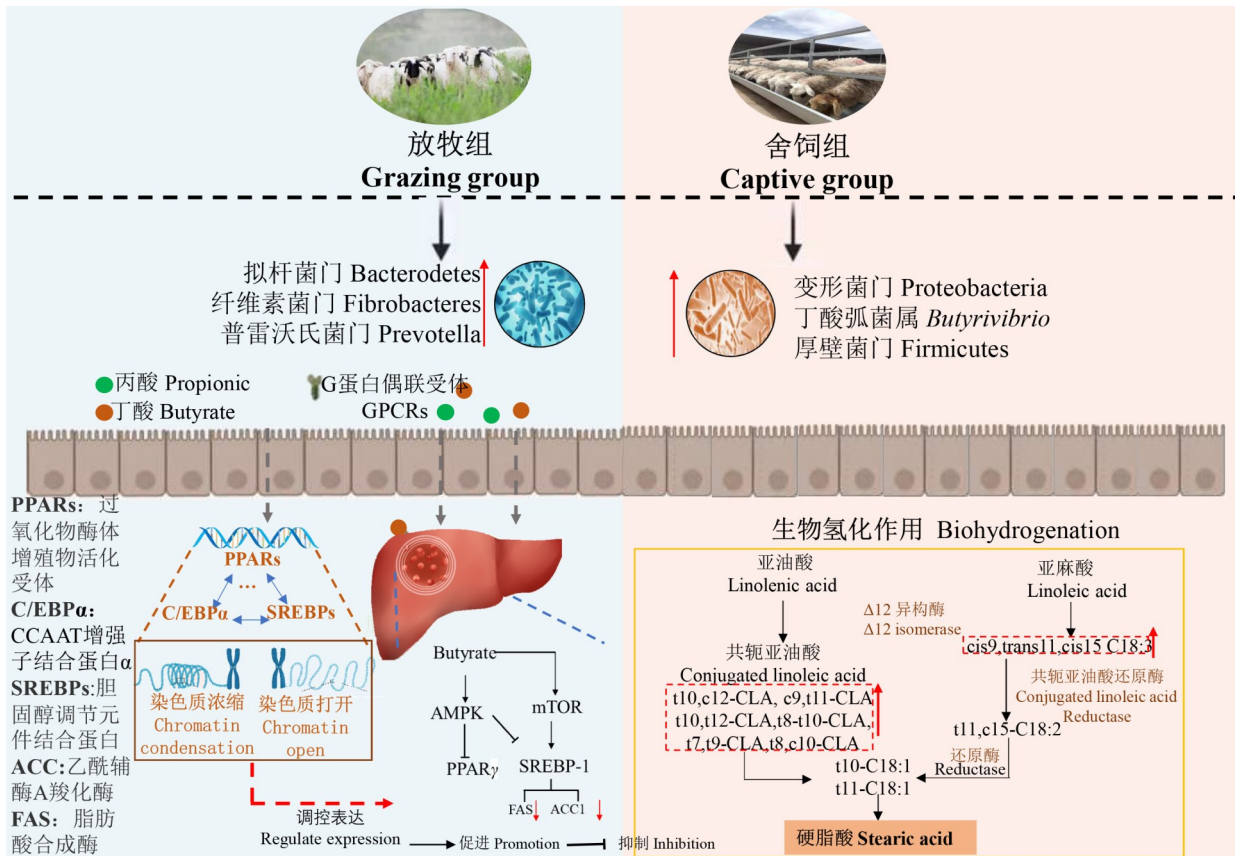 放牧组
Grazing group
舍饲组
Captive group
拟杆菌门 Bacterodetes
纤维素菌门 Fibrobacteres
普雷沃氏菌门 Prevotella
变形菌门 Proteobacteria
丁酸弧菌属 Butyrivibrio
厚壁菌门 Firmicutes
丙酸 Propionic
丁酸 Butyrate
G蛋白偶联受体
GPCRs
PPARs: 过
氧化物酶体
增殖物活化
受体
C/EBPα:
CCAAT增强
子结合蛋白α
SREBPs:胆
固醇调节元
件结合蛋白
ACC:乙酰辅
酶A羧化酶
FAS: 脂肪
酸合成酶
PPARs
...
C/EBPα
SREBPs
染色质浓缩
Chromatin
condensation
染色质打开
Chromatin
open
调控表达
Regulate expression
促进 Promotion
抑制 Inhibition
Butyrate
AMPK
mTOR
PPARγ
SREBP-1
FAS
ACC1
生物氢化作用 Biohydrogenation
亚油酸
Linolenic acid
共轭亚油酸
Conjugated linoleic acid
t10,c12-CLA, c9,t11-CLA
t10,t12-CLA,t8-t10-CLA,
t7,t9-CLA,t8,c10-CLA
亚麻酸
Linoleic acid
Δ12 异构酶
Δ12 isomerase
cis9,trans11,cis15 C18:3
共轭亚油酸还原酶
Conjugated linoleic acid
Reductase
t11,c15-C18:2
还原酶
Reductase
t10-C18:1
t11-C18:1
硬脂酸 Stearic acid